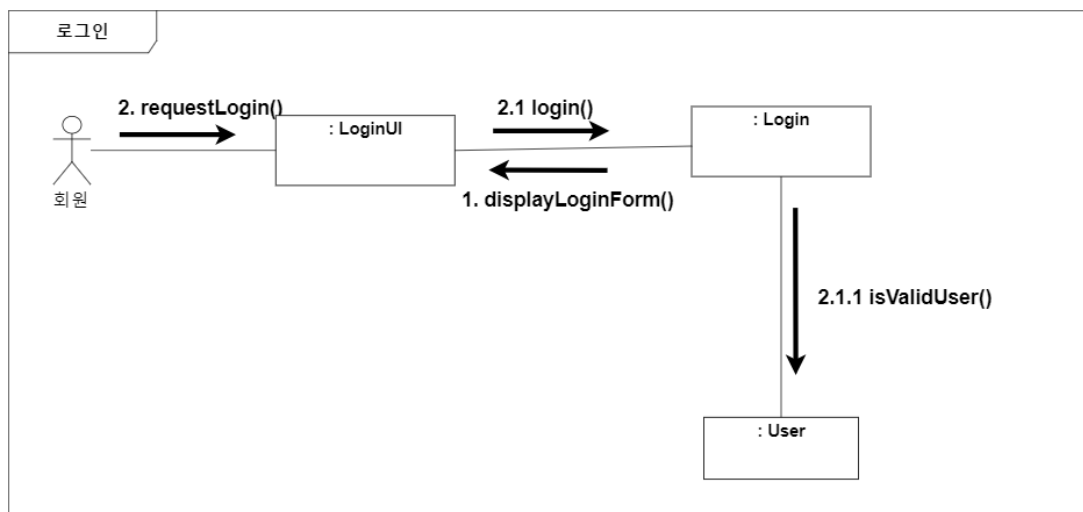 로그인
2. requestLogin()
: LoginUI
2.1 login()
1. displayLoginForm()
: Login
회원
2.1.1 isValidUser()
: User